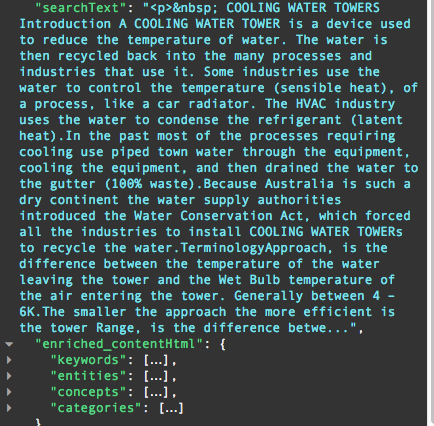 "searchText": "<p>&nbsp; COOLING WATER TOWERS
Introduction A COOLING WATER TOWER is a device used
to reduce the temperature of water. The water is
then recycled back into the many processes and
industries that use it. Some industries use the
water to control the temperature (sensible heat), of
a process, like a car radiator. The HVAC industry
uses the water to condense the refrigerant (latent
heat).In the past most of the processes requiring
cooling use piped town water through the equipment,
cooling the equipment, and then drained the water to
the gutter (100% waste).Because Australia is such a
dry continent the water supply authorities
introduced the Water Conservation Act, which forced
all the industries to install COOLING WATER TOWERs
to recycle the water.TerminologyApproach, is the
difference between the temperature of the water
leaving the tower and the Wet Bulb temperature of
the air entering the tower. Generally between 4 –
6K.The smaller the approach the more efficient is
the tower Range, is the difference betwe...",
"enriched_contentHtml": {
"keywords": [...],
"entities": [...],
"concepts": [...],
"categories": [...]
}